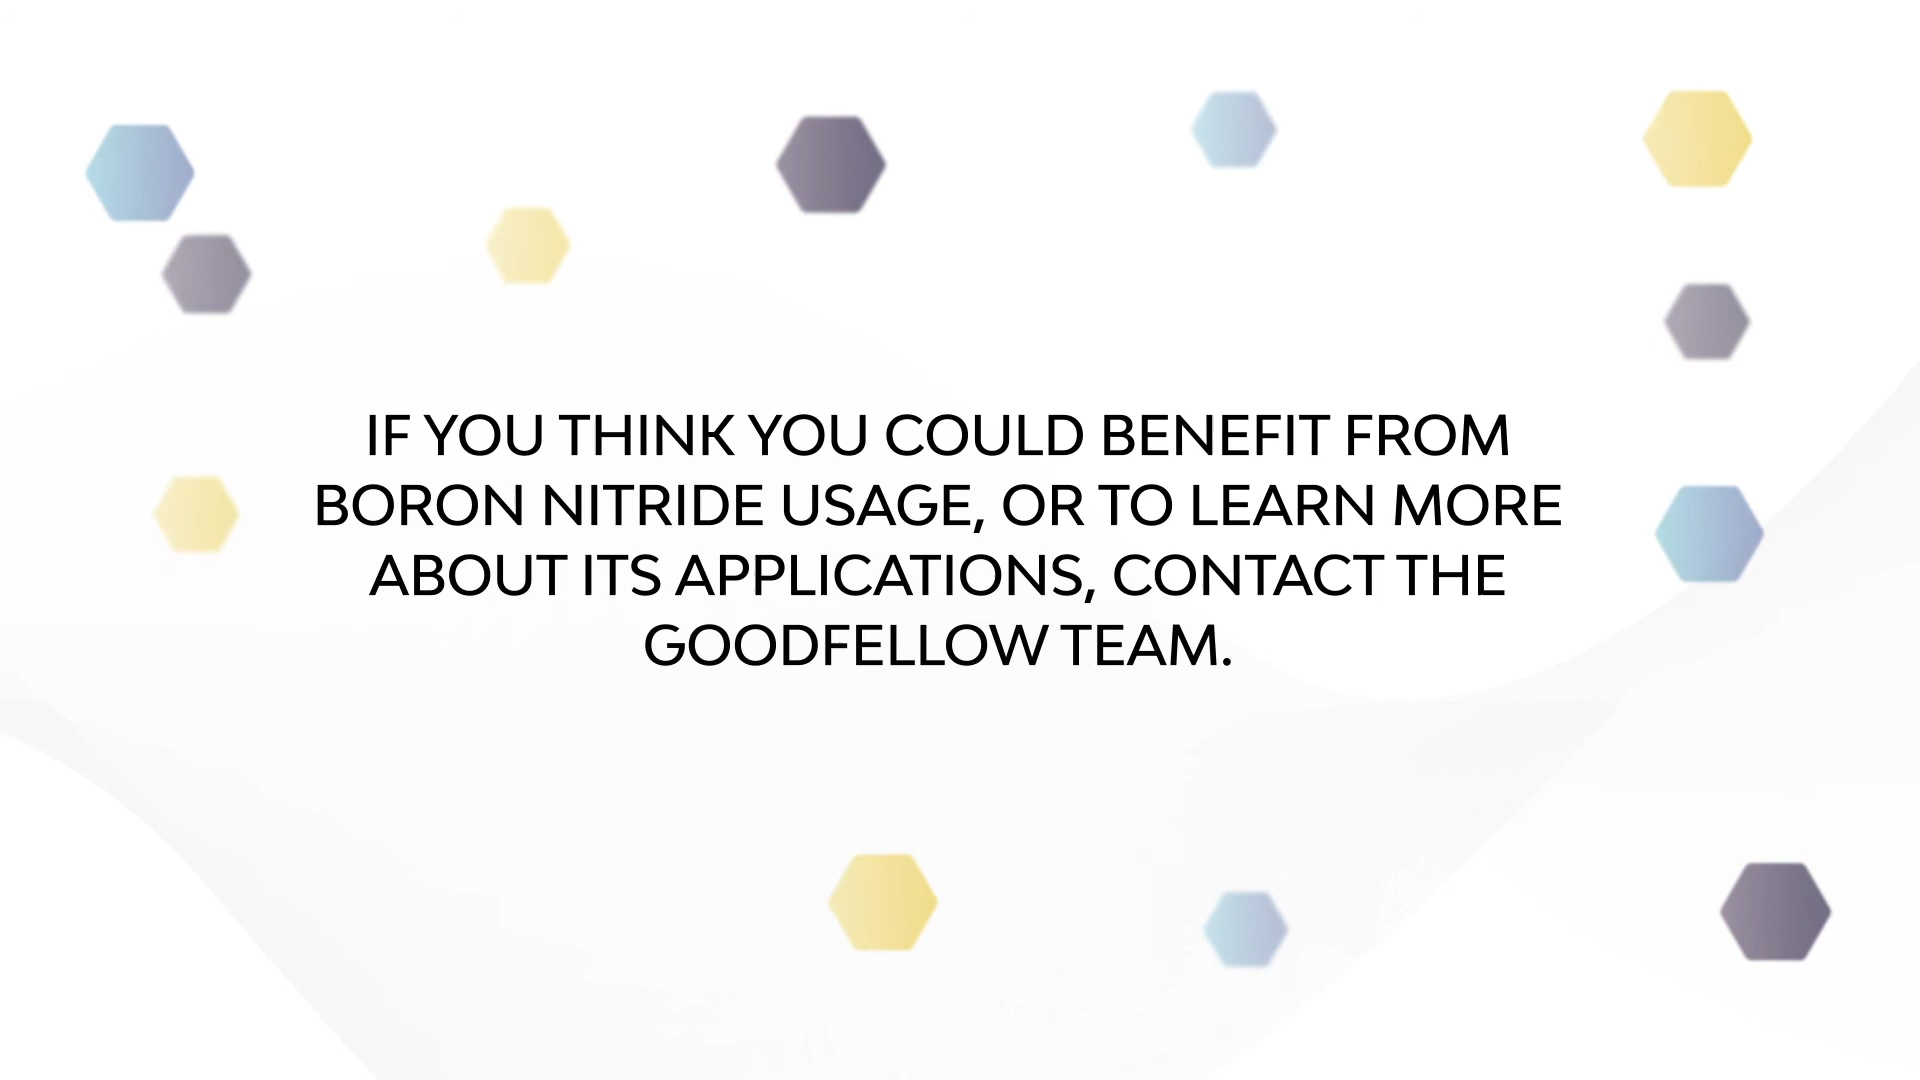 IF YOU THINK YOU COULD BENEFIT FROM
BORON NITRIDE USAGE, OR TO LEARN MORE
ABOUT ITS APPLICATIONS, CONTACT THE
GOODFELLOW TEAM.